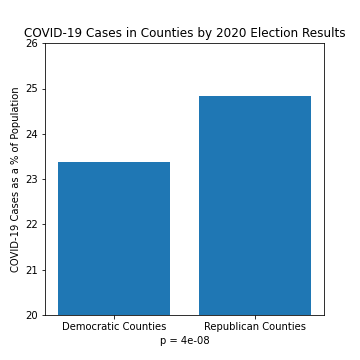 COVID-19 Cases in Counties by 2020 Election Results
COVID-19 Cases as a % of Population
26
25
24
23
22
21
20
Democratic Counties
Republican Counties
p = 4e-08